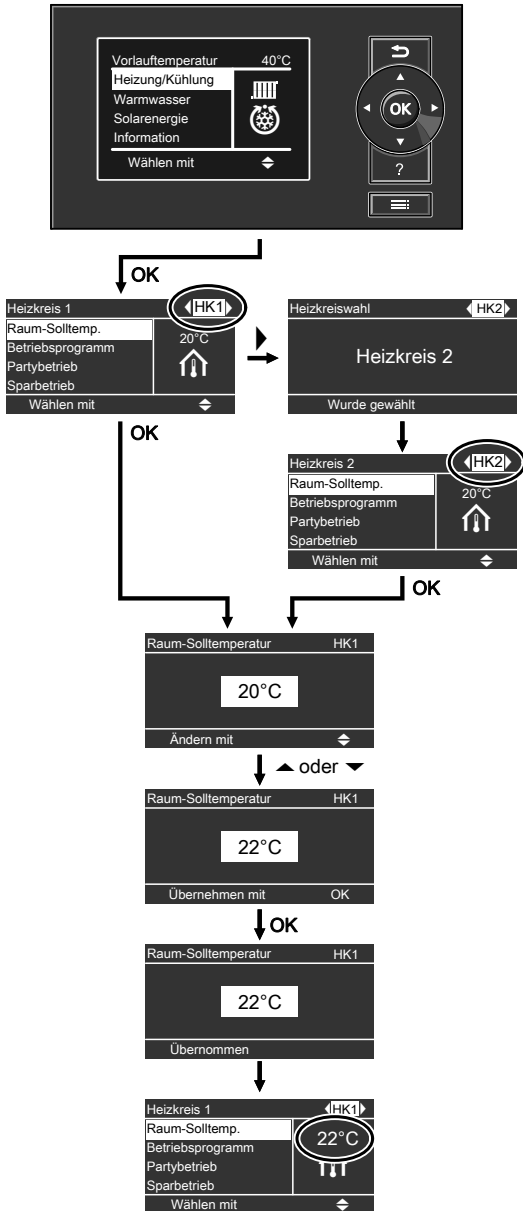 Vorlauftemperatur 40°C
Heizung/Kühlung
Warmwasser
Solarenergie
Information
Wählen mit
OK
?
OK
Heizkreis 1 HK1
Raum-Solltemp.
Betriebsprogramm
Partybetrieb
Sparbetrieb
20°C
Wählen mit
Heizkreiswahl HK2
Heizkreis 2
Wurde gewählt
OK
Heizkreis 2 HK2
Raum-Solltemp.
Betriebsprogramm
Partybetrieb
Sparbetrieb
20°C
Wählen mit
OK
Raum-Solltemperatur HK1
20°C
Ändern mit
oder
Raum-Solltemperatur HK1
22°C
Übernehmen mit OK
OK
Raum-Solltemperatur HK1
22°C
Übernommen
Heizkreis 1 HK1
Raum-Solltemp.
Betriebsprogramm
Partybetrieb
Sparbetrieb
22°C
Wählen mit